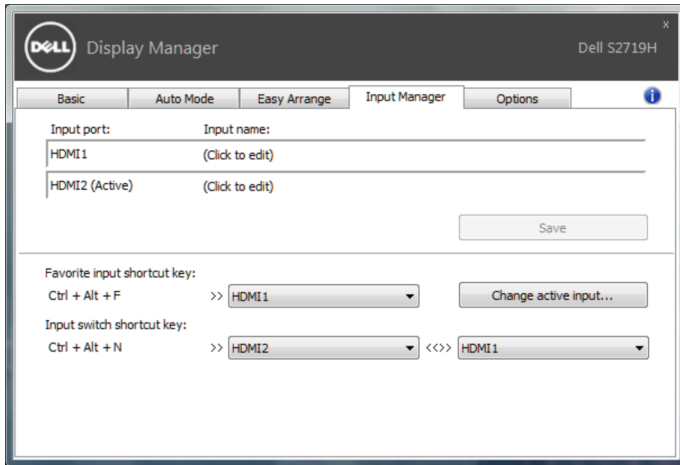 x
DELL Display Manager Dell S2719H
Basic Auto Mode Easy Arrange Input Manager Options i
Input port: Input name:
HDMI1 (Click to edit)
HDMI2 (Active) (Click to edit)
Save
Favorite input shortcut key:
Ctrl + Alt + F >> HDMI1 Change active input...
Input switch shortcut key:
Ctrl + Alt + N >> HDMI2 <<>> HDMI1